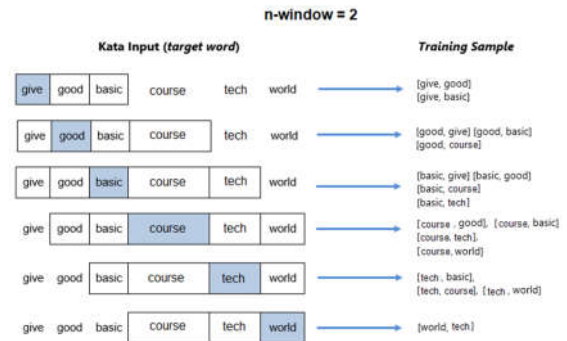 n-window = 2
Kata Input (target word) Training Sample
give good basic course tech world [give, good]
[give, basic]
give good basic course tech world [good, give] [good, basic]
[good, course]
give good basic course tech world [basic, give] [basic, good]
[basic, course]
[basic, tech]
give good basic course tech world [course , good], [course, basic]
[course, tech],
[course, world]
give good basic course tech world [tech , basic],
[tech, course], [tech , world]
give good basic course tech world [world, tech]